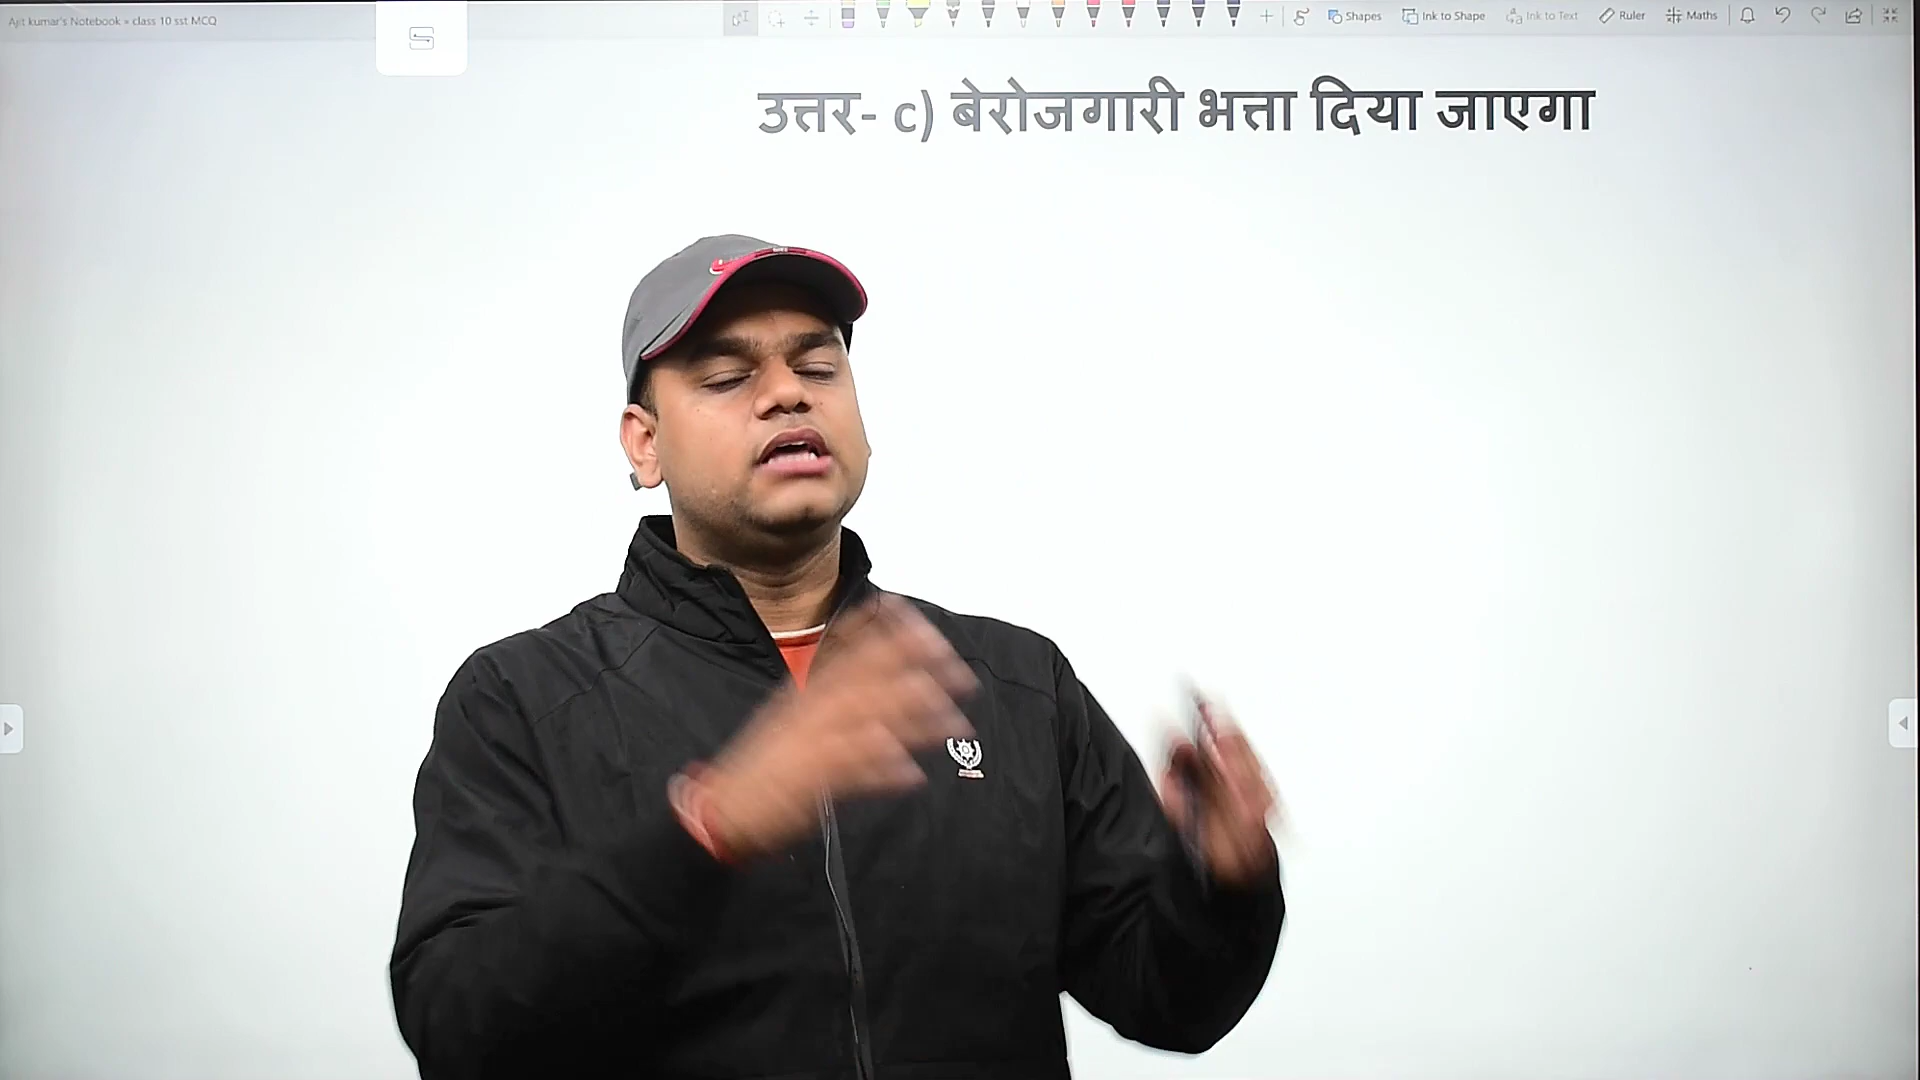 Ajit kumar's Notebook » class 10 sst MCQ
Shapes
Ink to Shape
Ink to Text
Ruler
Maths
उत्तर- c) बेरोजगारी भत्ता दिया जाएगा